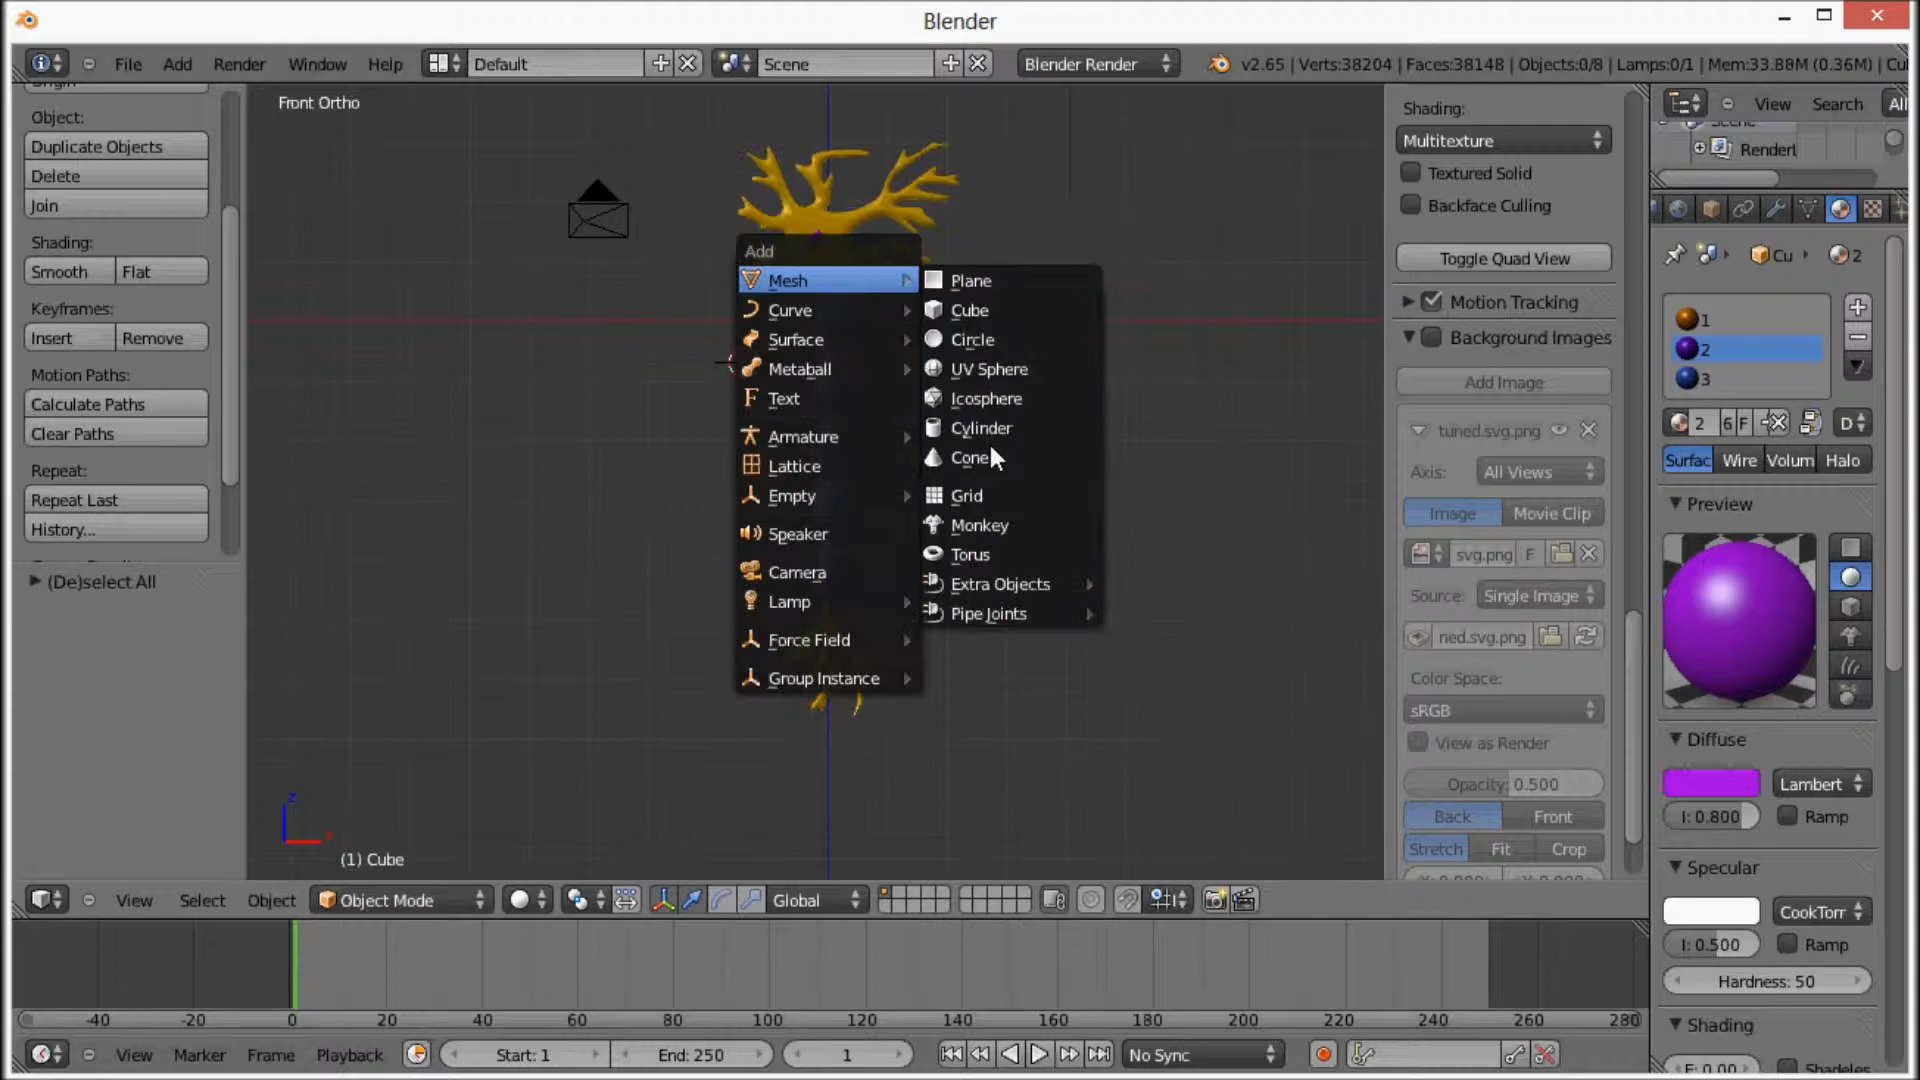 Blender
File Add Render Window Help Default Scene Blender Render v2.65 | Verts:38204 | Faces:38148 | Objects:0/8 | Lamps:0/1 | Mem:33.88M (0.36M) | Cu
Object:
Duplicate Objects
Delete
Join
Shading:
Smooth Flat
Keyframes:
Insert Remove
Motion Paths:
Calculate Paths
Clear Paths
Repeat:
Repeat Last
History...
(De)select All
Front Ortho
Add
Mesh
Curve
Surface
Metaball
Text
Armature
Lattice
Empty
Speaker
Camera
Lamp
Force Field
Group Instance
Plane
Cube
Circle
UV Sphere
Icosphere
Cylinder
Cone
Grid
Monkey
Torus
Extra Objects
Pipe Joints
z
x
(1) Cube
Shading:
Multitexture
Textured Solid
Backface Culling
Toggle Quad View
Motion Tracking
Background Images
Add Image
tuned.svg.png
Axis: All Views
Image Movie Clip
svg.png F
Source: Single Image
ned.svg.png
Color Space:
sRGB
View as Render
Opacity: 0.500
Back Front
Stretch Fit Crop
View Search All
Scene
RenderL
Cu 2
1
2
3
2 6 F D
Surfac Wire Volum Halo
Preview
Diffuse
Lambert
I: 0.800 Ramp
Specular
CookTorr
I: 0.500 Ramp
Hardness: 50
Shading
Shadeles
View Select Object Object Mode Global
-40 -20 0 20 40 60 80 100 120 140 160 180 200 220 240 260 280
View Marker Frame Playback Start: 1 End: 250 1 No Sync